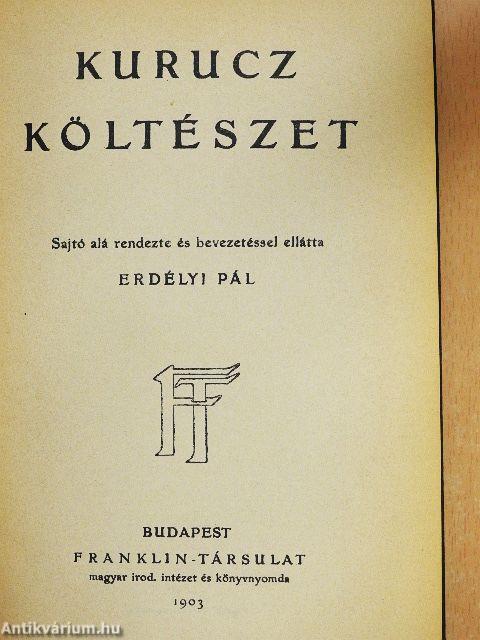 KURUCZ
KÖLTÉSZET
Sajtó alá rendezte és bevezetéssel ellátta
ERDÉLYI PÁL
FT
BUDAPEST
FRANKLIN-TÁRSULAT
magyar irod. intézet és könyvnyomda
1903
Antikvárium.hu